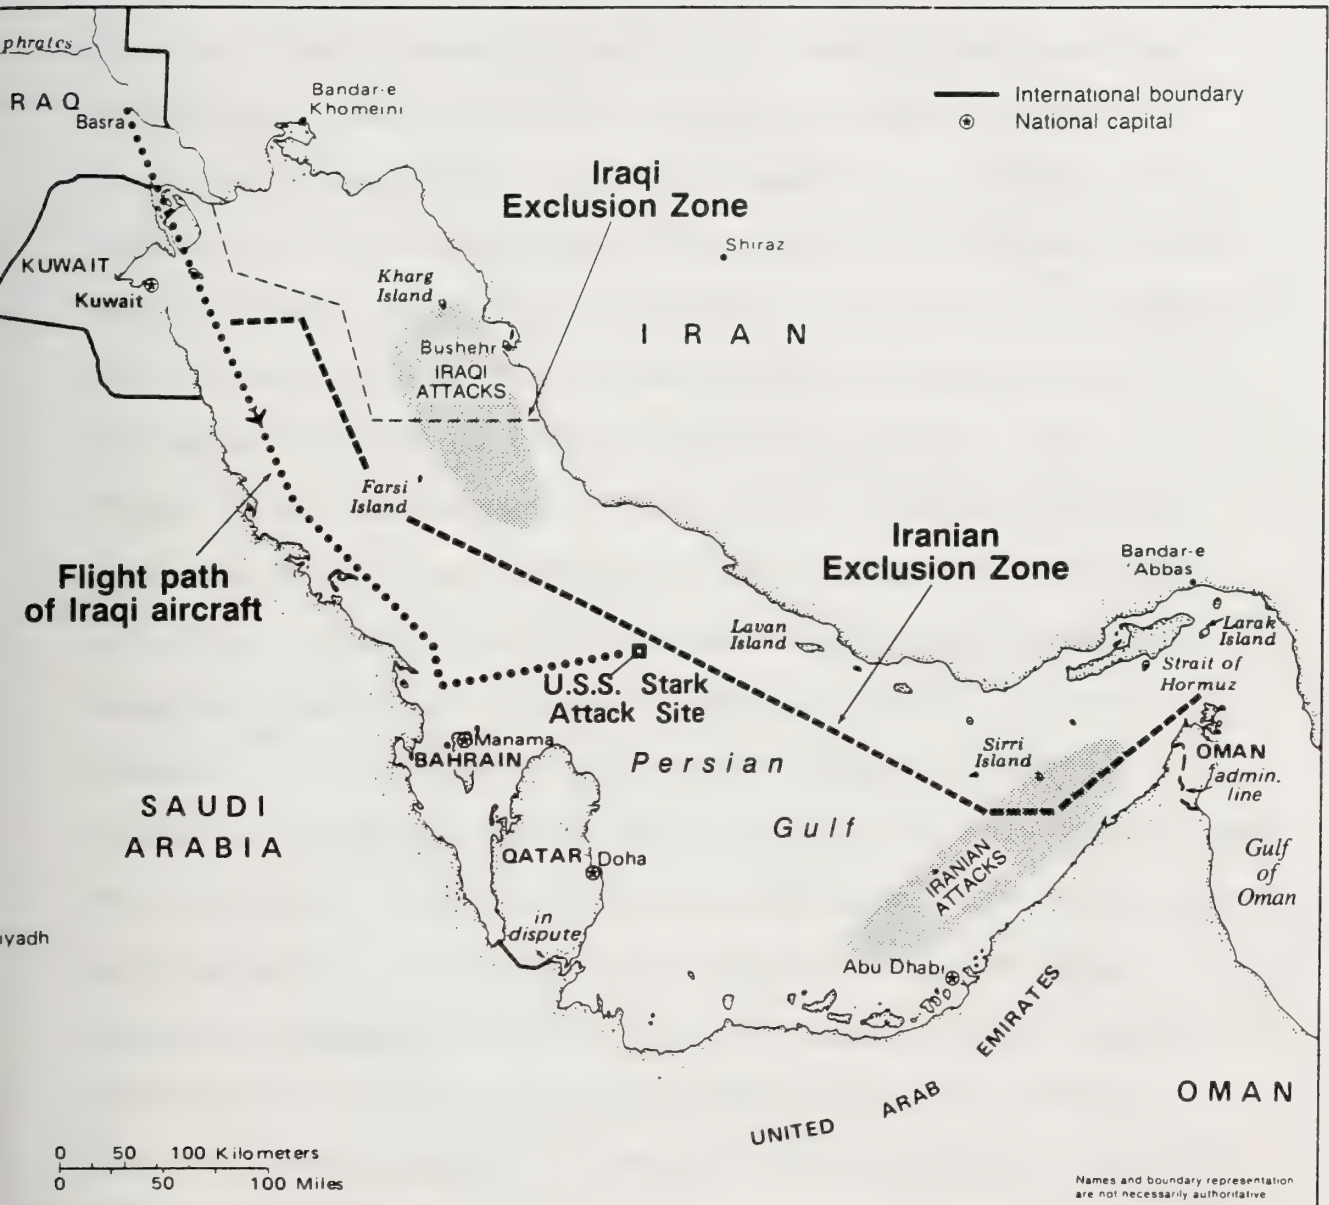 phrates
RAQ
Basra
Bandar-e
Khomeini
International boundary
National capital
Iraqi
Exclusion Zone
Shiraz
KUWAIT
Kuwait
Kharg
Island
IRAN
Bushehr
IRAQI
ATTACKS
Farsi
Island
Iranian
Exclusion Zone
Bandar-e
'Abbas
Flight path
of Iraqi aircraft
Lavan
Island
Larak
Island
Strait of
Hormuz
U.S.S. Stark
Attack Site
Manama
BAHRAIN
Persian
Gulf
Sirri
Island
OMAN
admin.
line
SAUDI
ARABIA
QATAR
Doha
IRANIAN
ATTACKS
Gulf
of
Oman
in
dispute
iyadh
Abu Dhabi
UNITED ARAB EMIRATES
OMAN
0 50 100 Kilometers
0 50 100 Miles
Names and boundary representation
are not necessarily authoritative